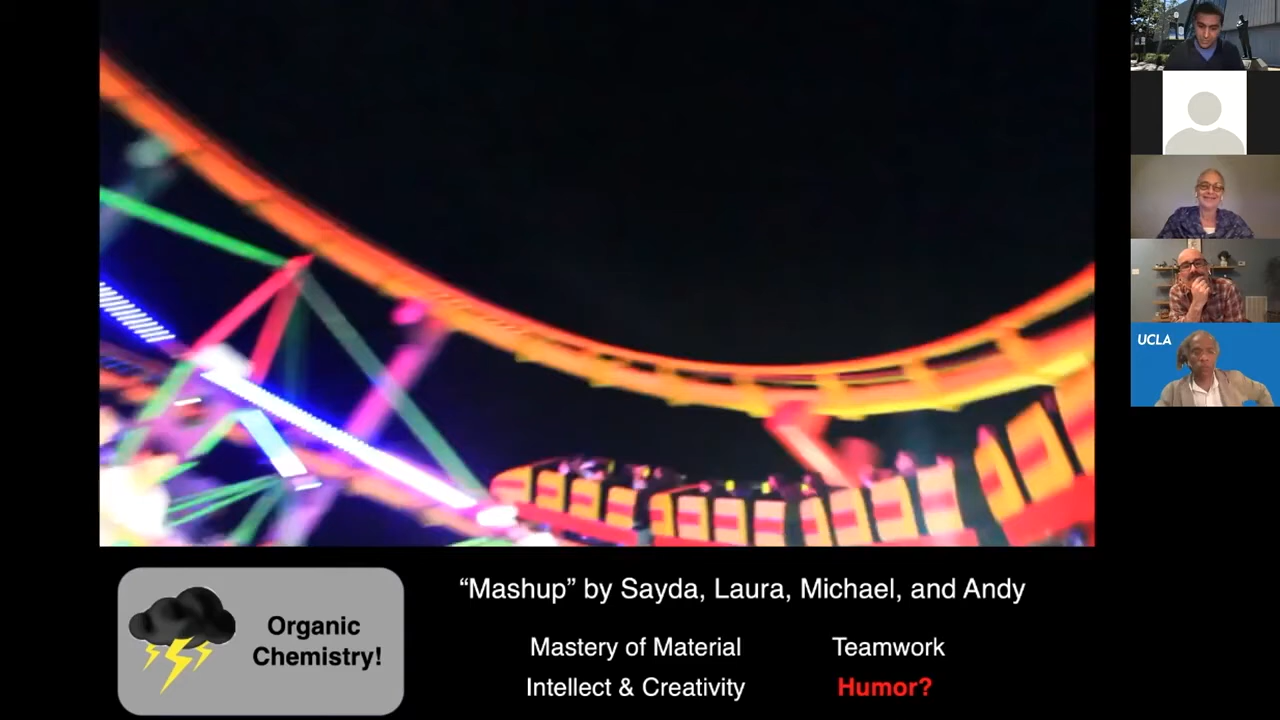 UCLA
Organic
Chemistry!
“Mashup” by Sayda, Laura, Michael, and Andy
Mastery of Material
Teamwork
Intellect & Creativity
Humor?